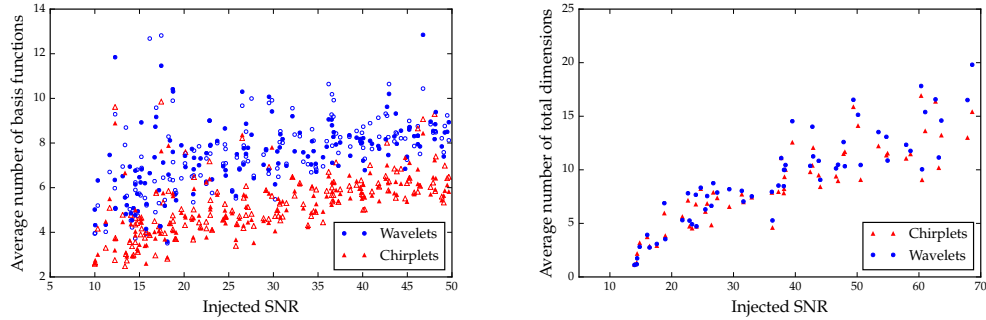 Average number of basis functions
14
12
10
8
6
4
2
5 10 15 20 25 30 35 40 45 50
Injected SNR
Wavelets
Chirplets
Average number of total dimensions
25
20
15
10
5
0
10 20 30 40 50 60 70
Injected SNR
Chirplets
Wavelets